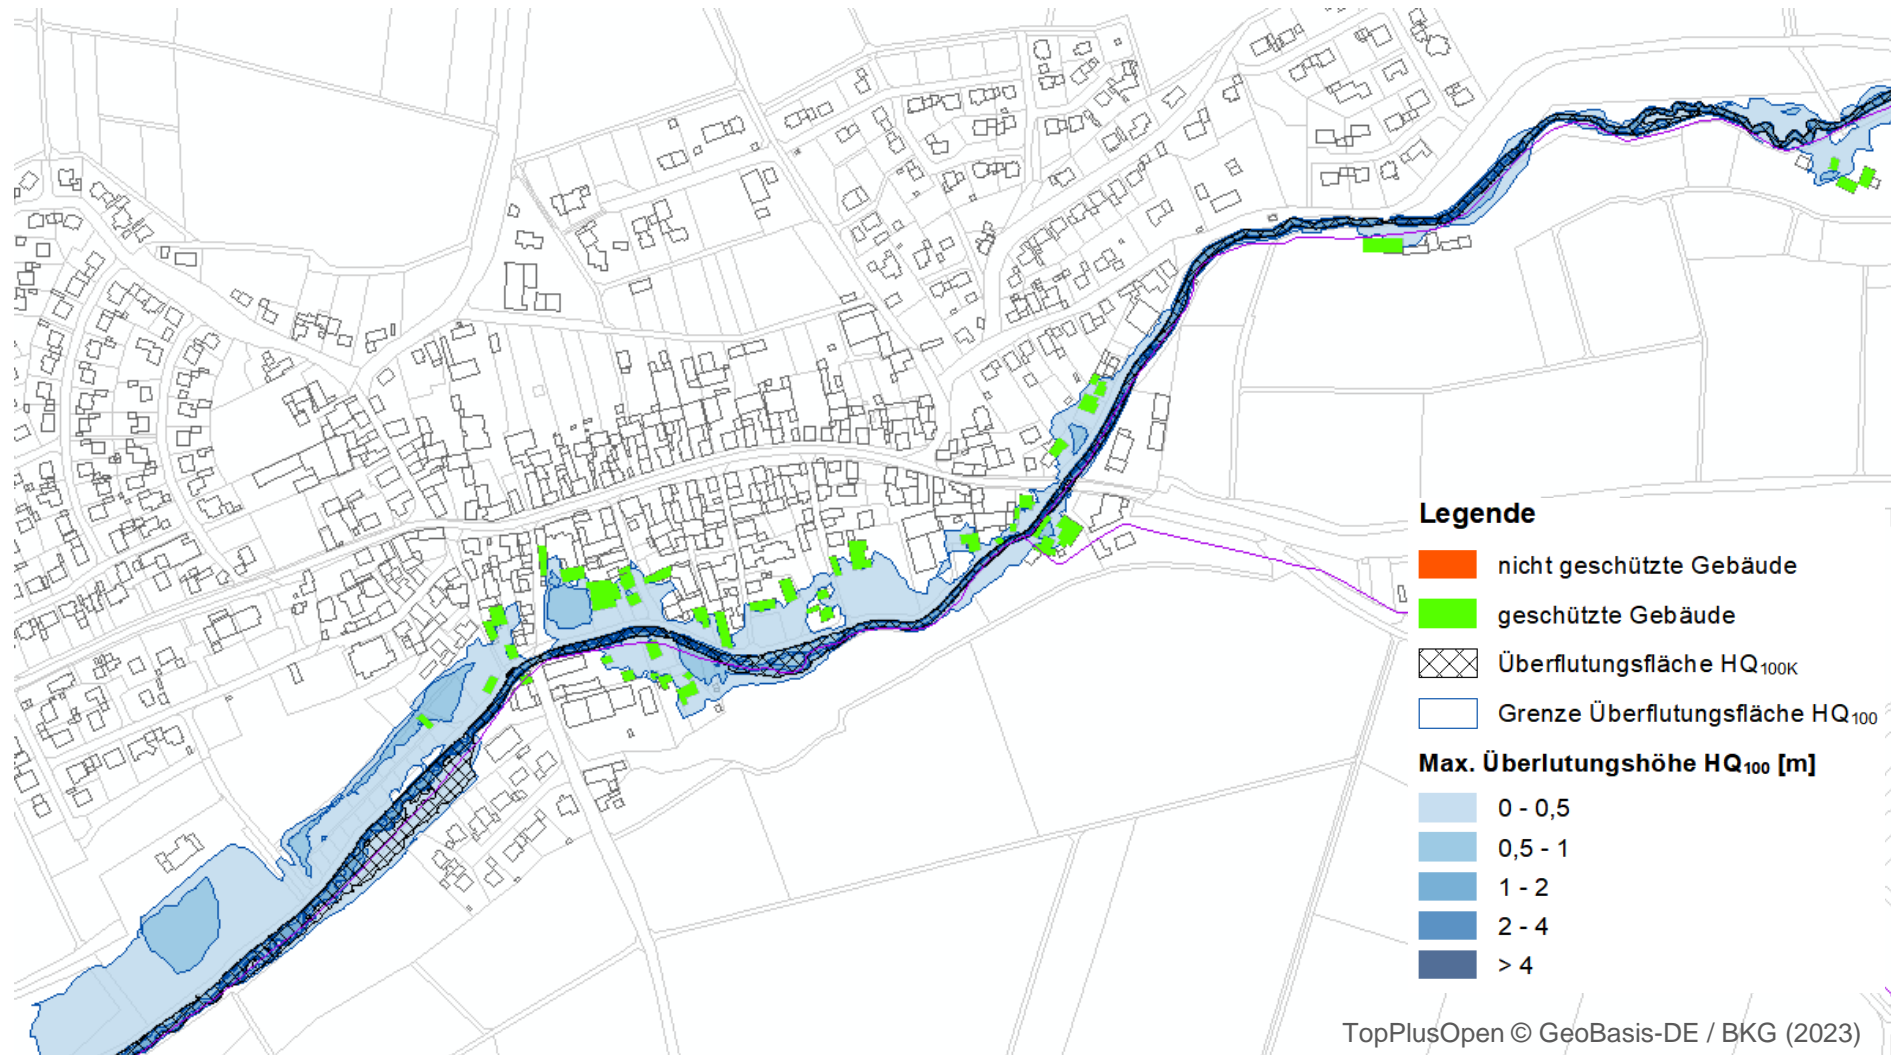 Legende
nicht geschützte Gebäude
geschützte Gebäude
Überflutungsfläche HQ100K
Grenze Überflutungsfläche HQ100
Max. Überlutungshöhe HQ100 [m]
0 - 0,5
0,5 - 1
1 - 2
2 - 4
> 4
TopPlusOpen © GeoBasis-DE / BKG (2023)